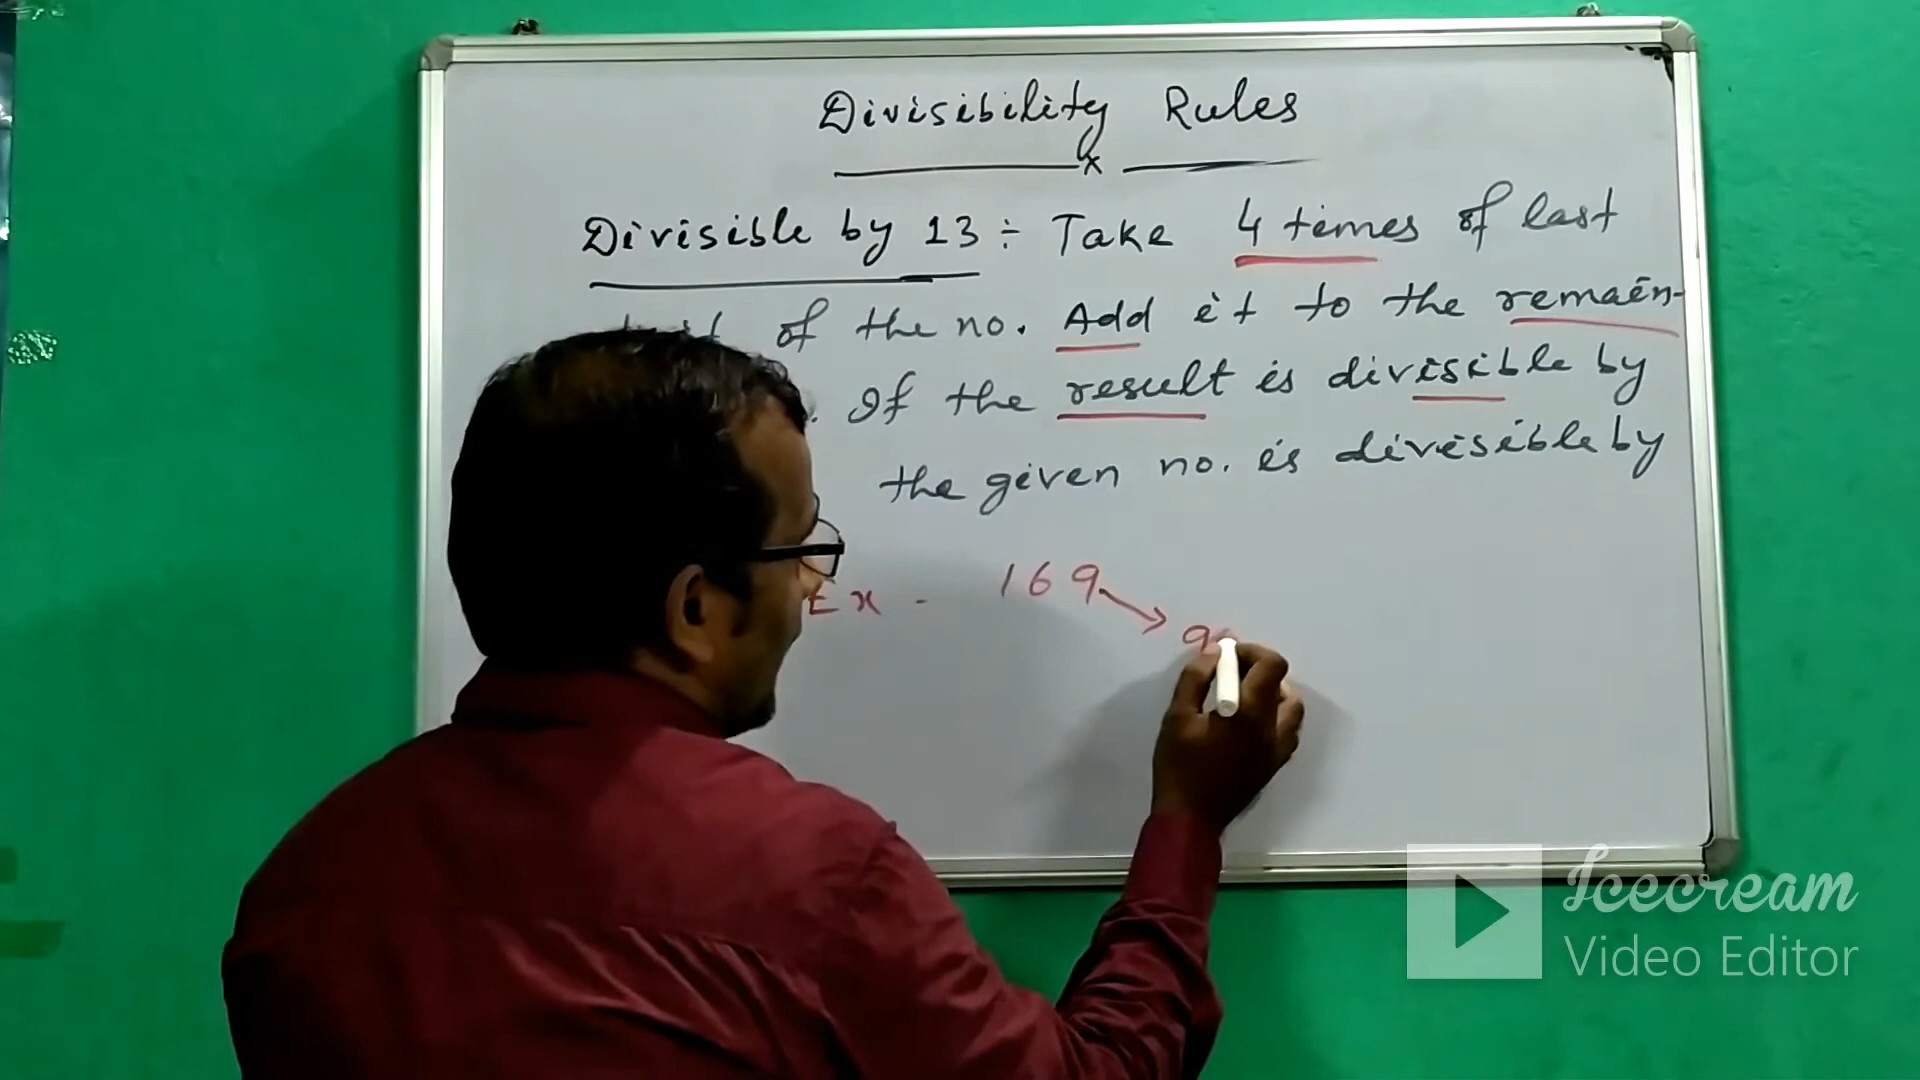 Divisibility Rules
x
Divisible by 13 ÷ Take 4 times of last
of the no. Add it to the remain-
. If the result is divisible by
the given no. is divisible by
Ex - 169
9
Icecream
Video Editor